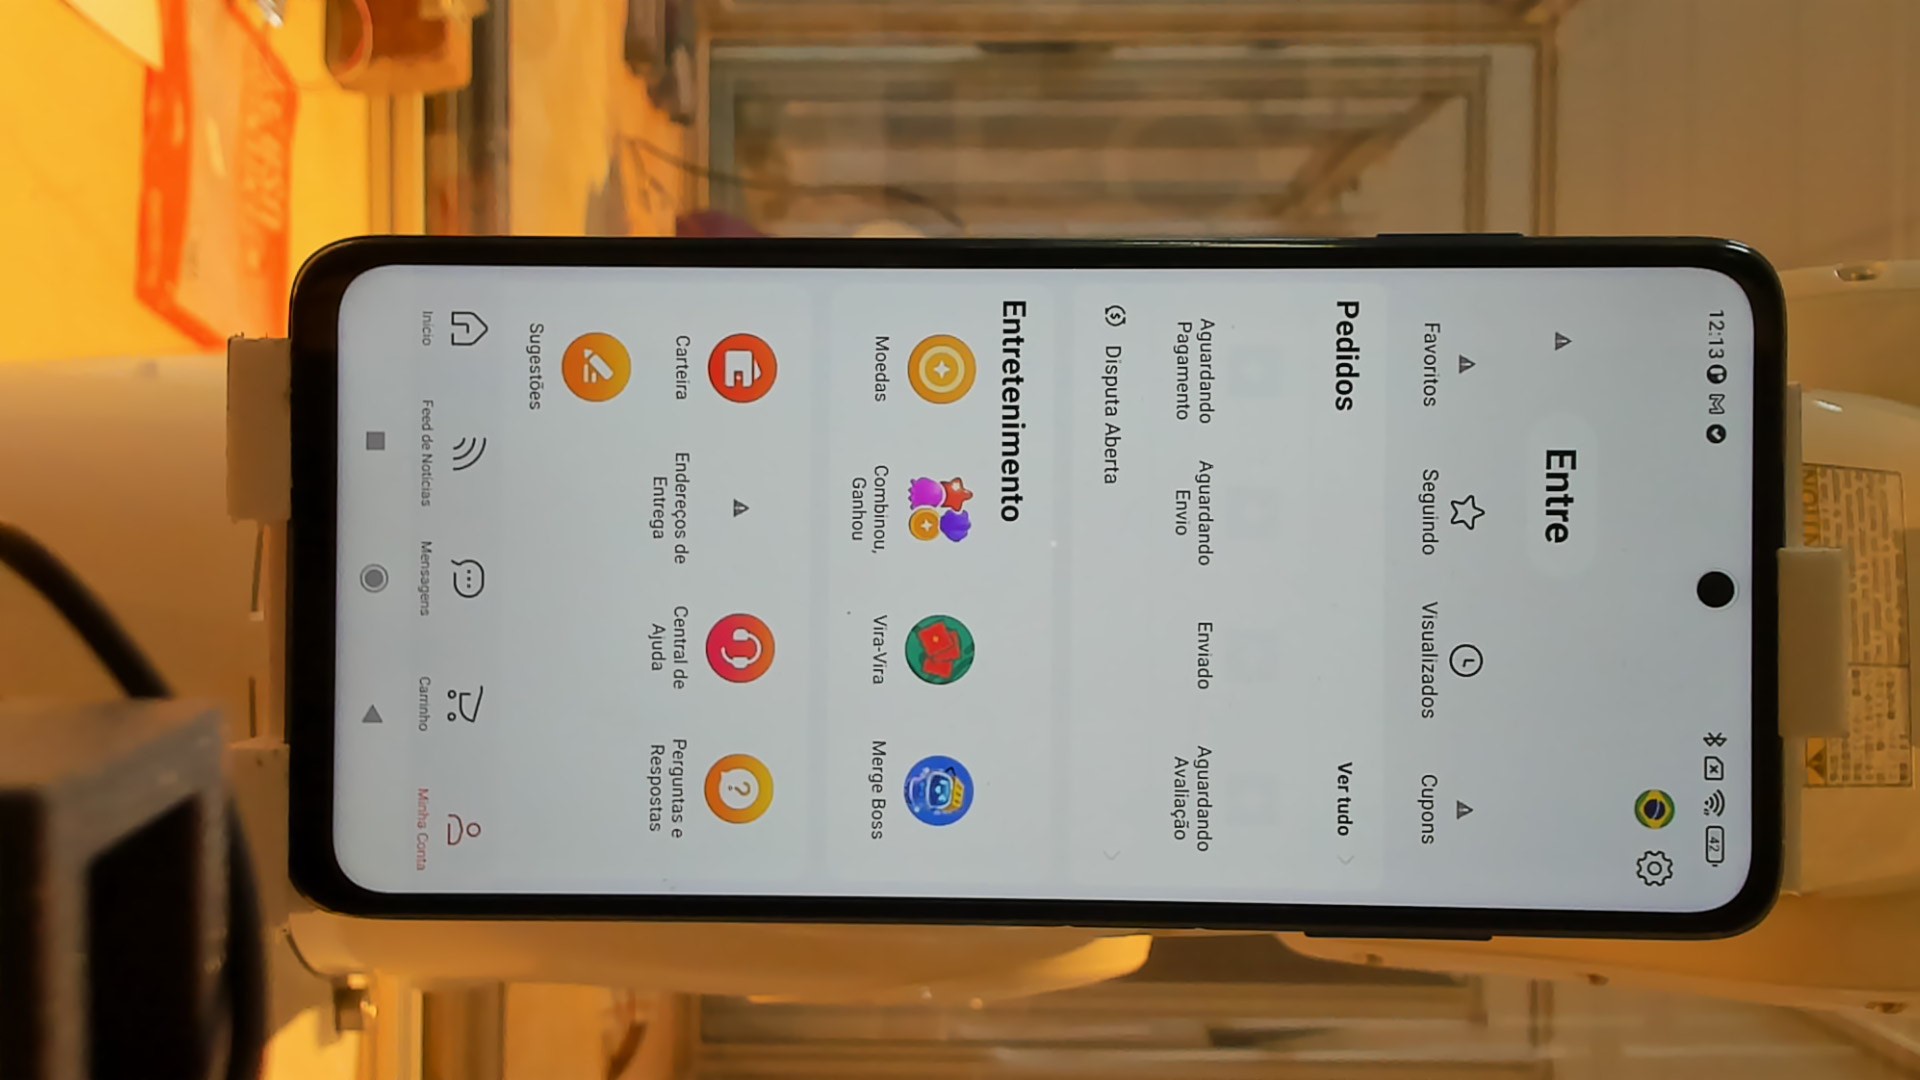 12:13
42
Entre
Favoritos
Seguindo
Visualizados
Cupons
Pedidos
Ver tudo
Aguardando
Pagamento
Aguardando
Envio
Enviado
Aguardando
Avaliação
Disputa Aberta
Entretenimento
Moedas
Combinou,
Ganhou
Vira-Vira
Merge Boss
Carteira
Endereços de
Entrega
Central de
Ajuda
Perguntas e
Respostas
Sugestões
Início
Feed de Notícias
Mensagens
Carrinho
Minha Conta